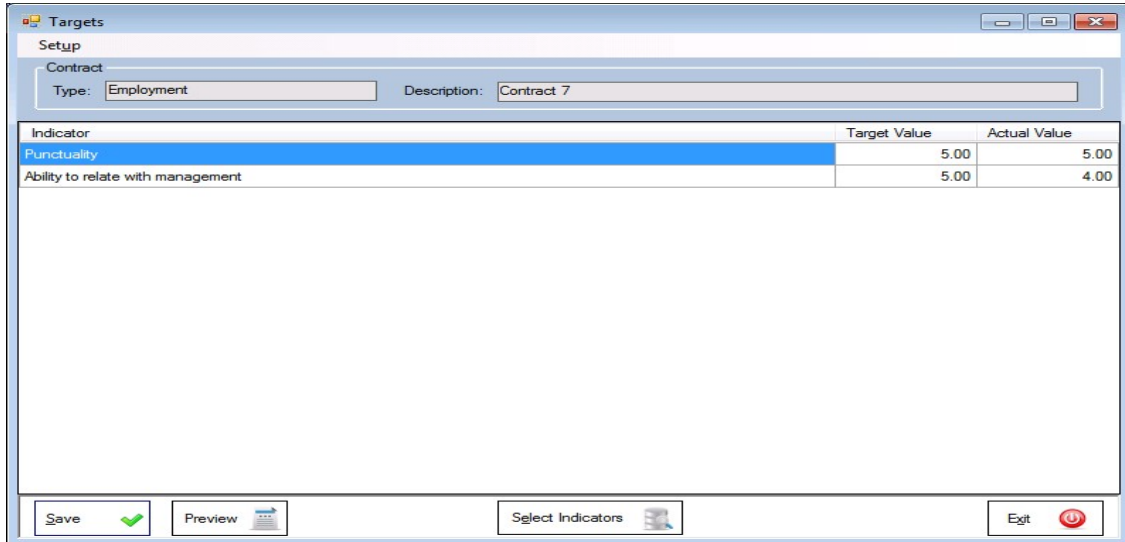 Targets
Setup
Contract
Type: Employment Description: Contract 7
Indicator Target Value Actual Value
Punctuality 5.00 5.00
Ability to relate with management 5.00 4.00
Save Preview Select Indicators Exit